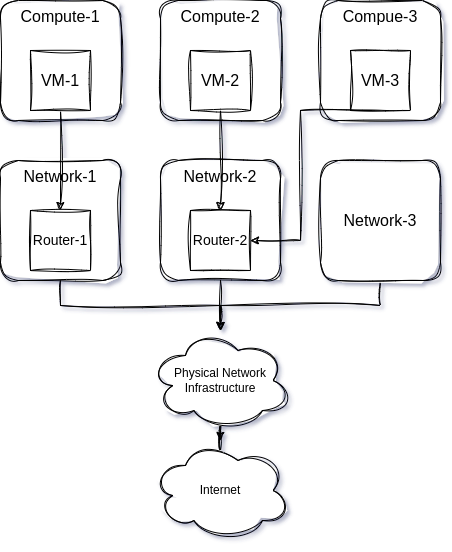 Compute-1
Compute-2
Compue-3
VM-1
VM-2
VM-3
Network-1
Network-2
Network-3
Router-1
Router-2
Physical Network
Infrastructure
Internet